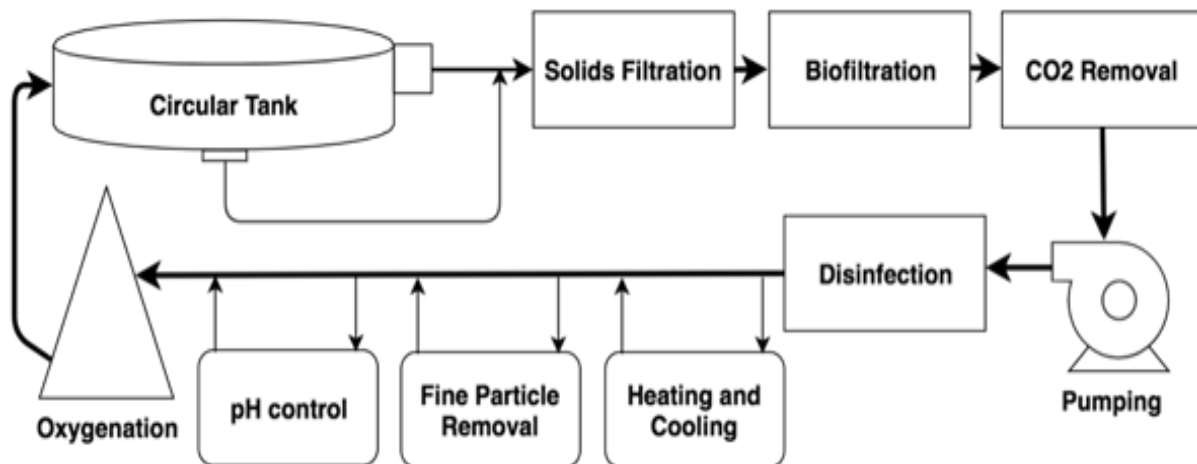 Circular Tank
Solids Filtration
Biofiltration
CO2 Removal
Pumping
Disinfection
Heating and
Cooling
Fine Particle
Removal
pH control
Oxygenation